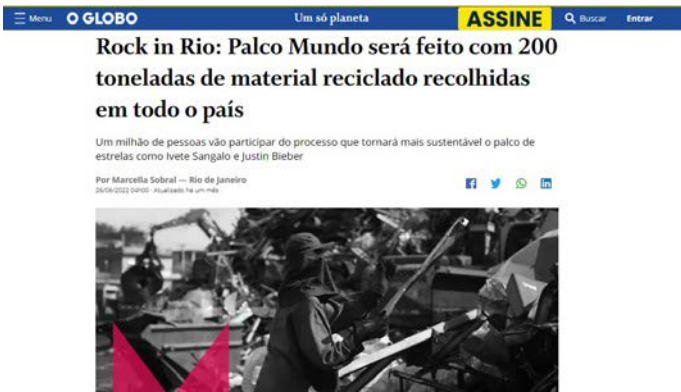 Menu O GLOBO Um só planeta ASSINE Buscar Entrar
Rock in Rio: Palco Mundo será feito com 200
toneladas de material reciclado recolhidas
em todo o país
Um milhão de pessoas vão participar do processo que tornará mais sustentável o palco de
estrelas como Ivete Sangalo e Justin Bieber
Por Marcella Sobral — Rio de Janeiro
26/06/2022 04h00 · Atualizado há um mês